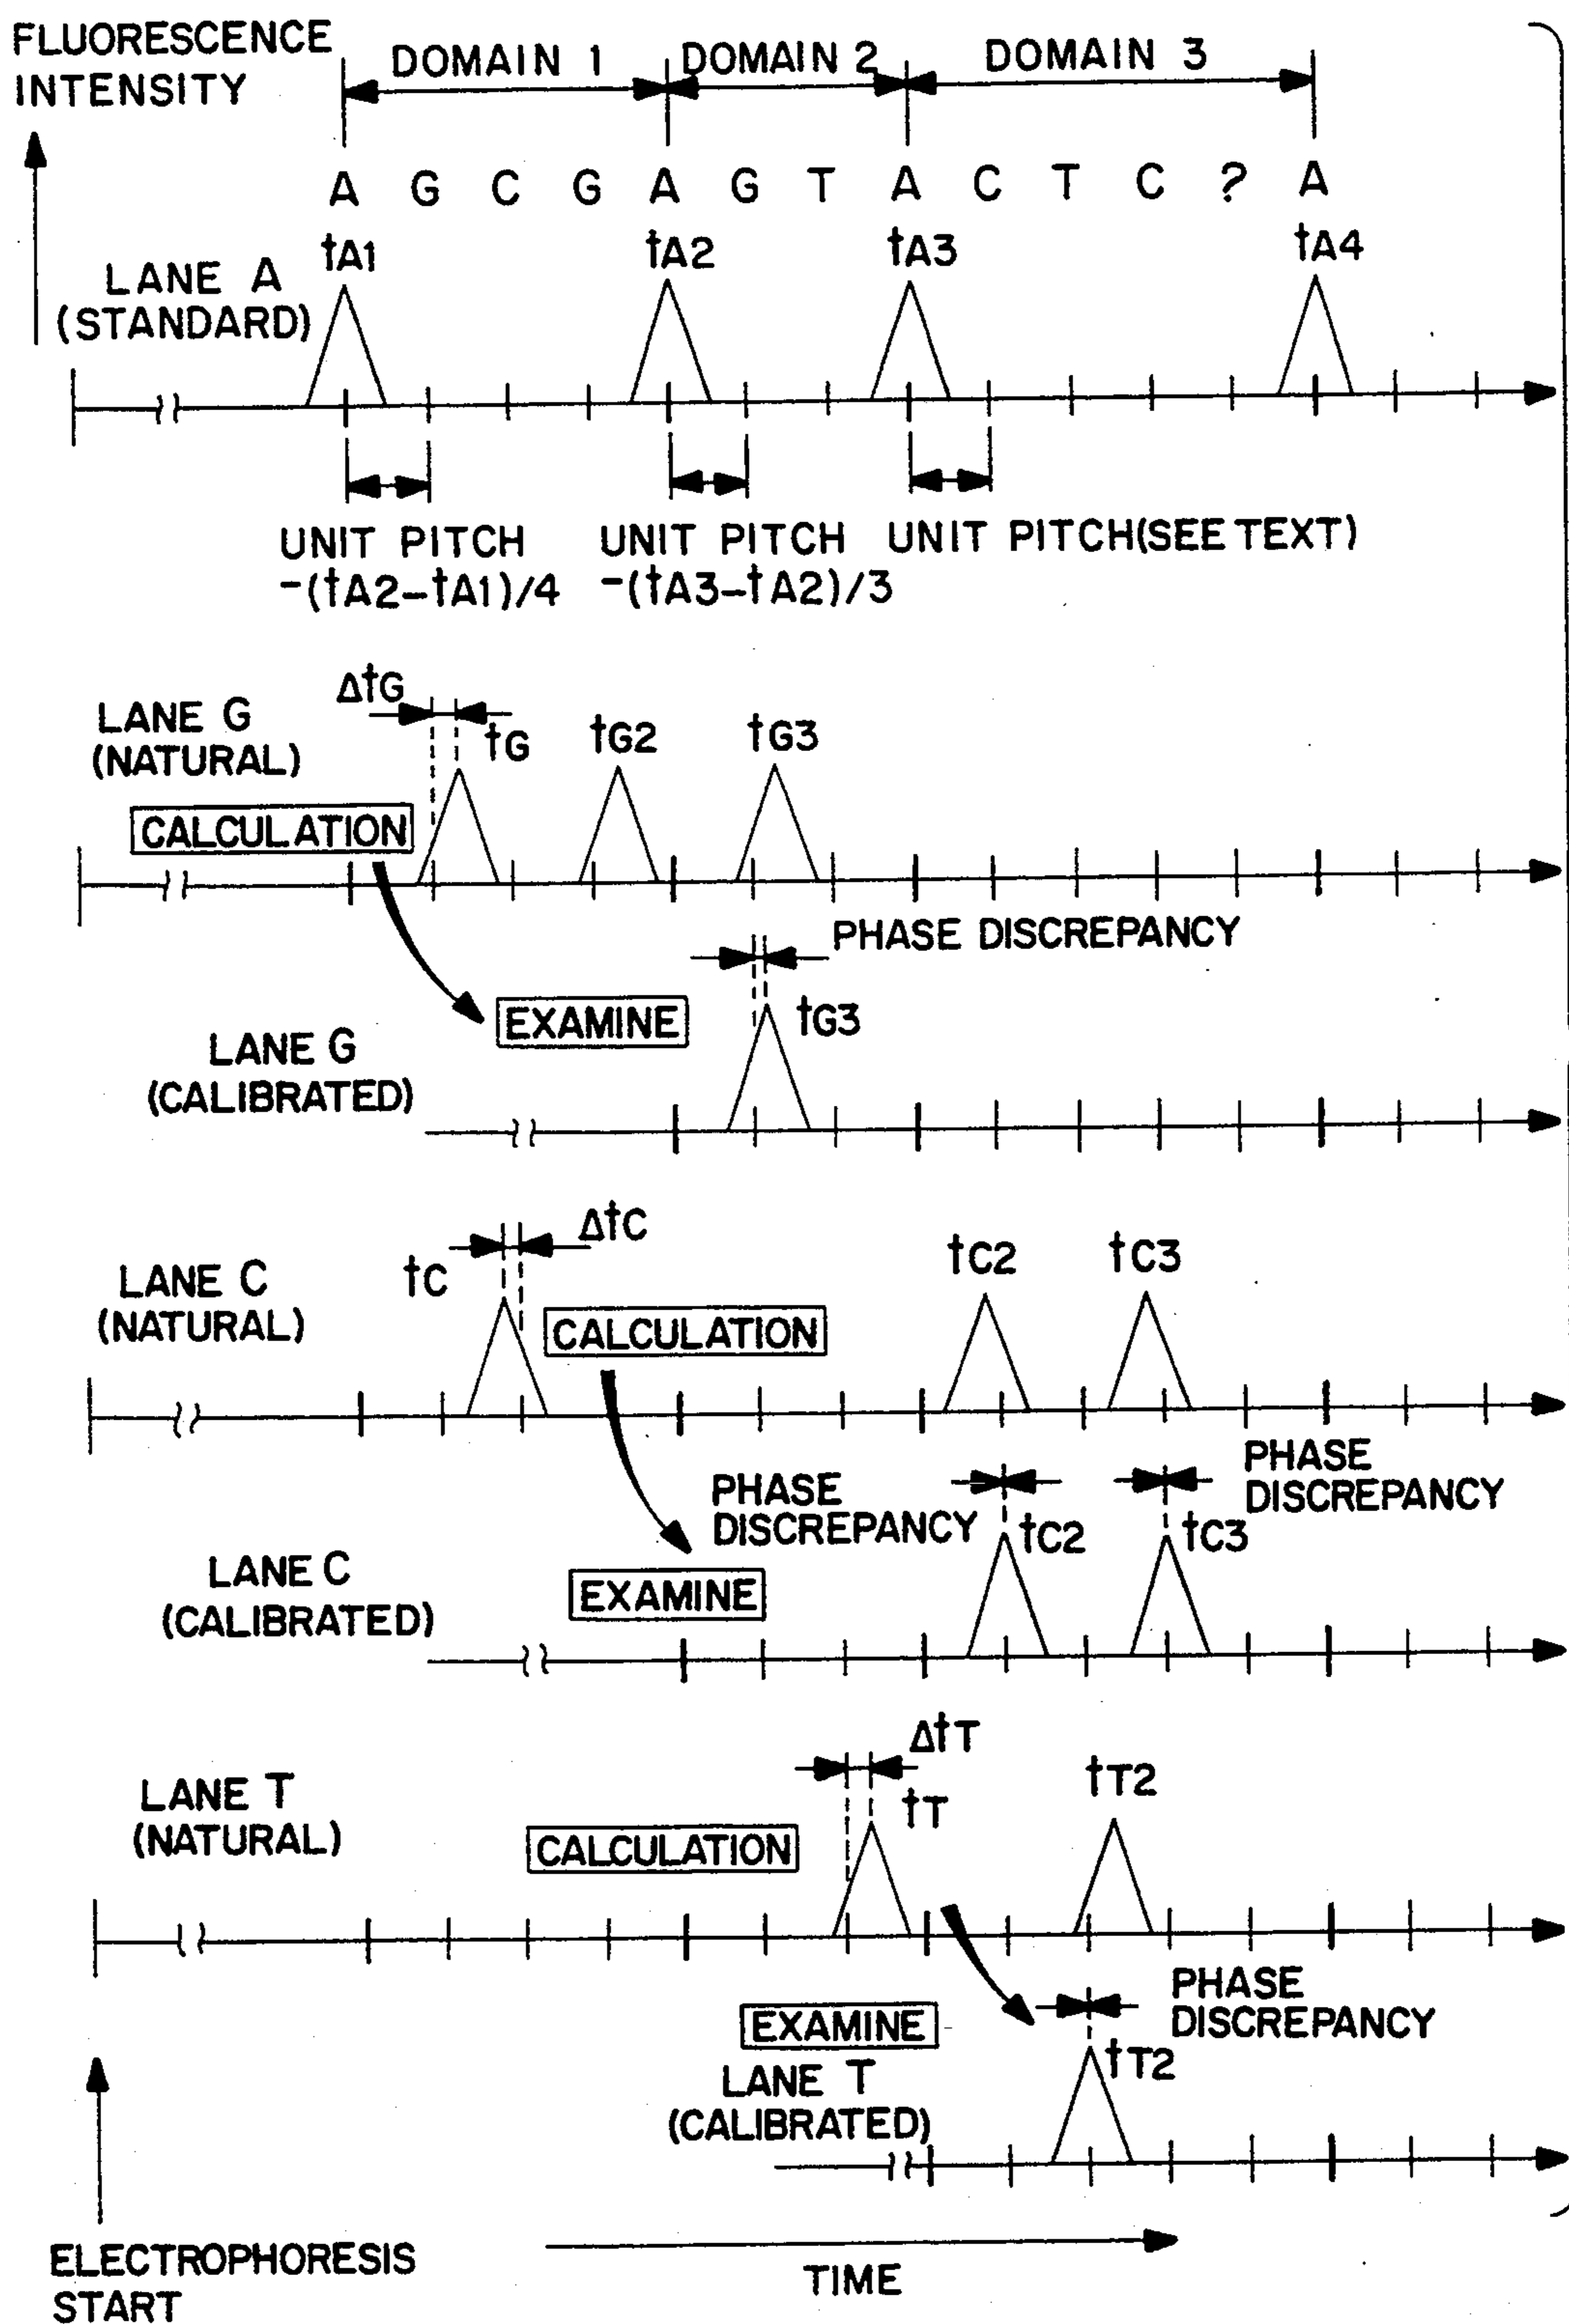 FLUORESCENCE
INTENSITY
DOMAIN 1 DOMAIN 2 DOMAIN 3
A G C G A G T A C T C ? A
tA1 tA2 tA3 tA4
LANE A
(STANDARD)
UNIT PITCH
-(tA2-tA1)/4
UNIT PITCH
-(tA3-tA2)/3
UNIT PITCH(SEE TEXT)
ΔtG
LANE G
(NATURAL)
tG tG2 tG3
CALCULATION
PHASE DISCREPANCY
EXAMINE
tG3
LANE G
(CALIBRATED)
ΔtC
LANE C
(NATURAL)
tC tC2 tC3
CALCULATION
PHASE
DISCREPANCY
PHASE
DISCREPANCY
tC2 tC3
LANE C
(CALIBRATED)
EXAMINE
ΔtT
LANE T
(NATURAL)
tT tT2
CALCULATION
PHASE
DISCREPANCY
EXAMINE
tT2
LANE T
(CALIBRATED)
ELECTROPHORESIS
START
TIME